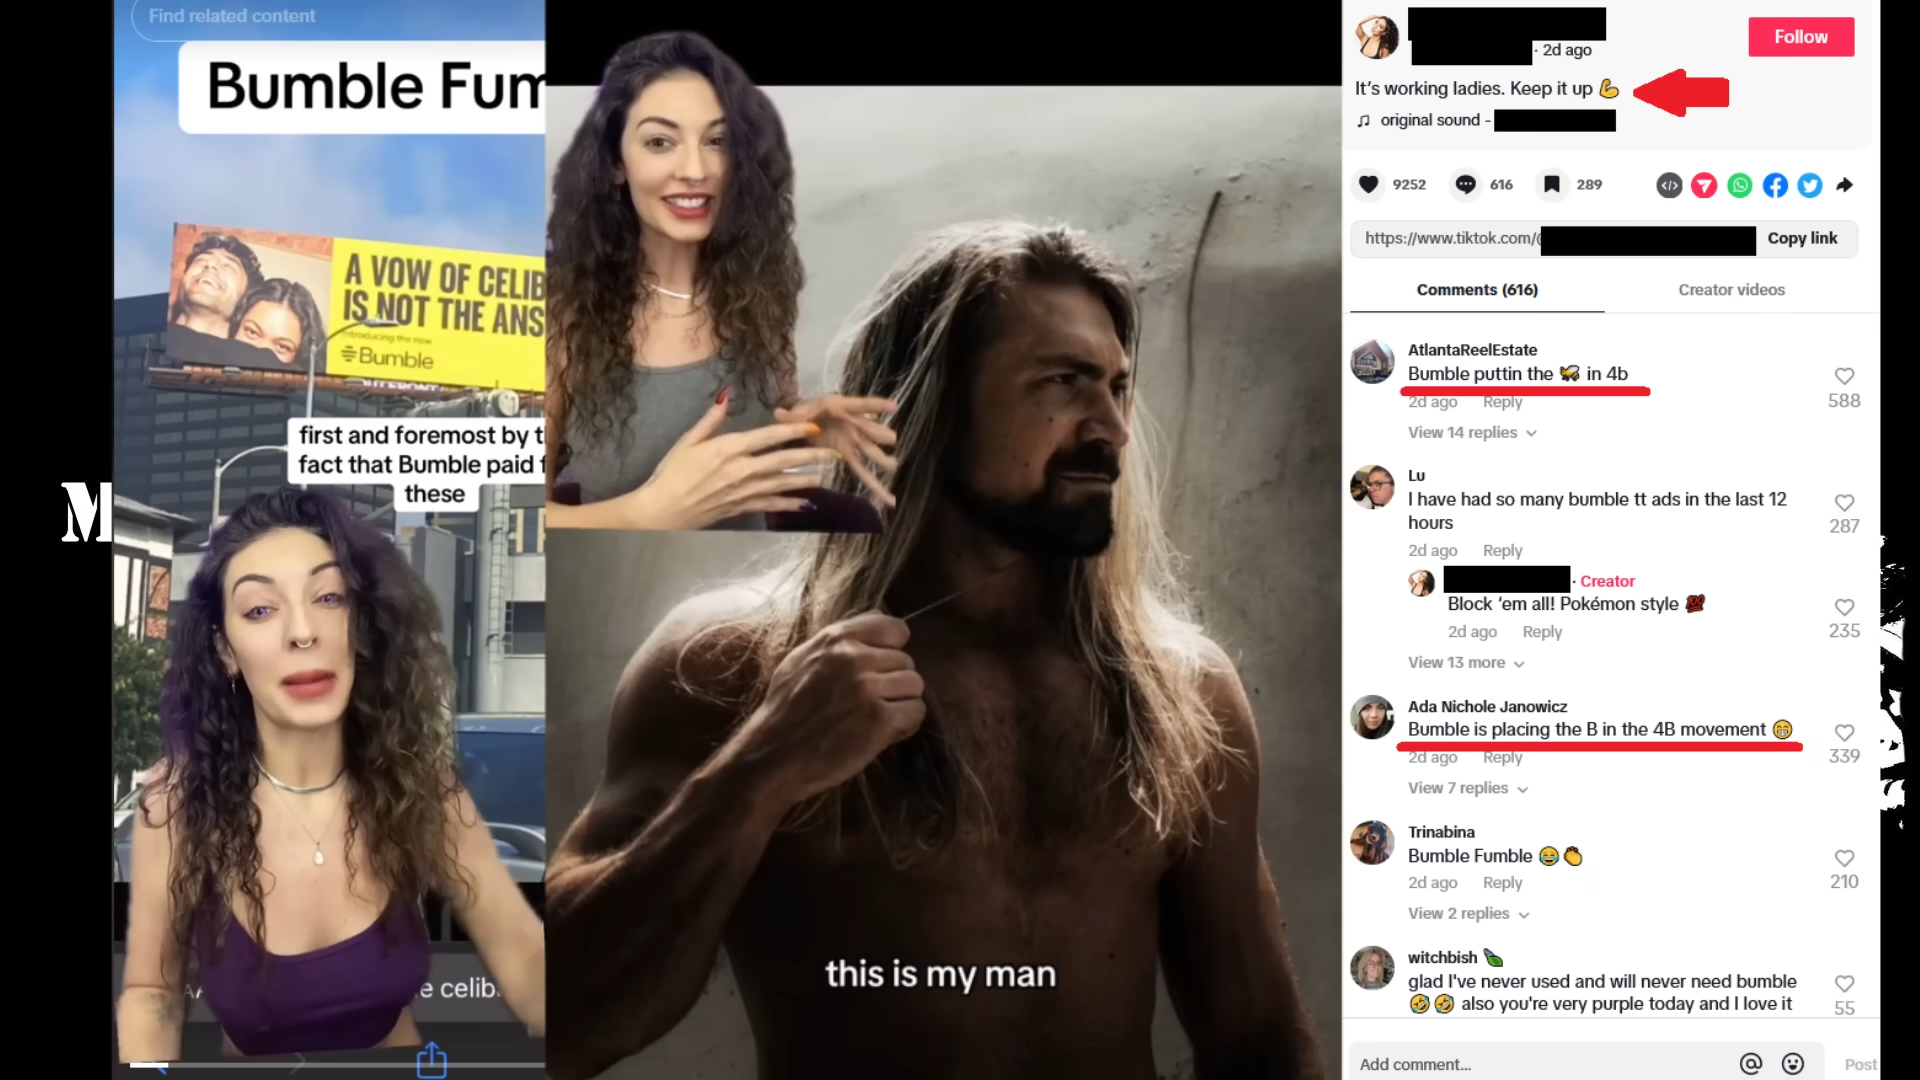 Find related content
Bumble Fum
A VOW OF CELIB
IS NOT THE ANS
Introducing the new
Bumble
first and foremost by t
fact that Bumble paid f
these
e celib
M
this is my man
· 2d ago
Follow
It’s working ladies. Keep it up 💪
♫ original sound -
9252
616
289
https://www.tiktok.com/@
Copy link
Comments (616)
Creator videos
AtlantaReelEstate
Bumble puttin the 🐝 in 4b
2d ago Reply
588
View 14 replies
Lu
I have had so many bumble tt ads in the last 12
hours
2d ago Reply
287
· Creator
Block ‘em all! Pokémon style 💯
2d ago Reply
235
View 13 more
Ada Nichole Janowicz
Bumble is placing the B in the 4B movement 😁
2d ago Reply
339
View 7 replies
Trinabina
Bumble Fumble 😂👏
2d ago Reply
210
View 2 replies
witchbish
glad I've never used and will never need bumble
🤣🤣 also you're very purple today and I love it
55
Add comment...
@
Post